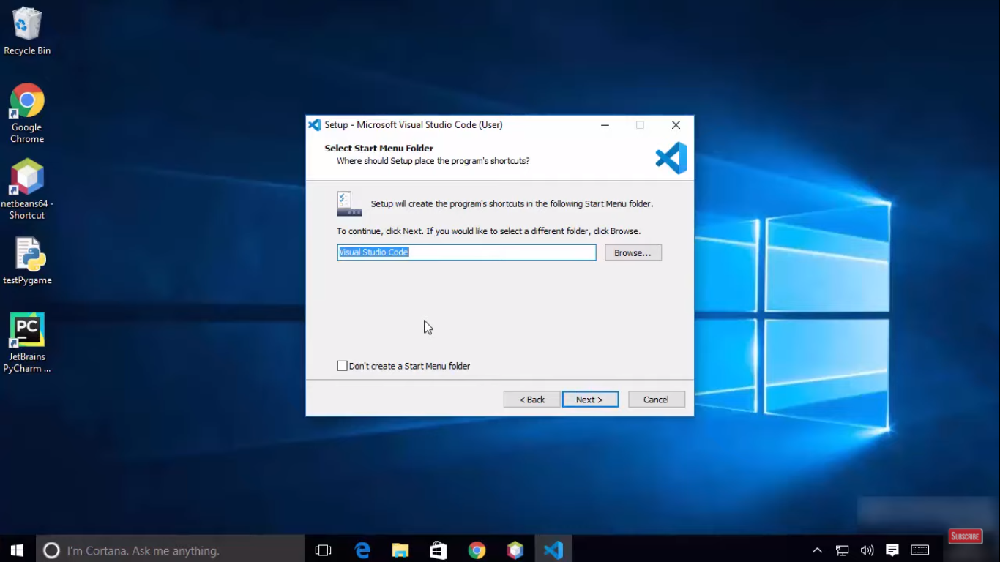 Recycle Bin
Google
Chrome
netbeans64 -
Shortcut
testPygame
PC
JetBrains
PyCharm ...
Setup - Microsoft Visual Studio Code (User)
Select Start Menu Folder
Where should Setup place the program's shortcuts?
Setup will create the program's shortcuts in the following Start Menu folder.
To continue, click Next. If you would like to select a different folder, click Browse.
Visual Studio Code
Browse...
Don't create a Start Menu folder
< Back
Next >
Cancel
I'm Cortana. Ask me anything.
SUBSCRIBE